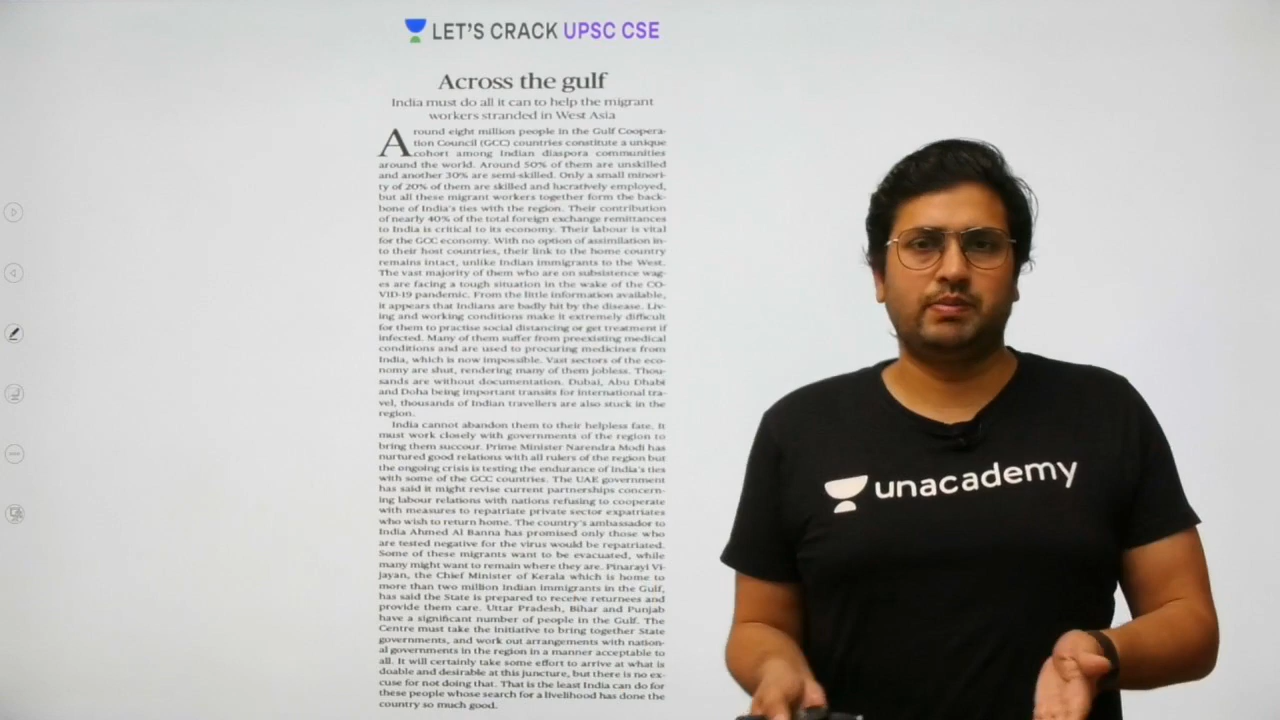 LET'S CRACK UPSC CSE
Across the gulf
India must do all it can to help the migrant
workers stranded in West Asia
Around eight million people in the Gulf Coopera-
tion Council (GCC) countries constitute a unique
cohort among Indian diaspora communities
around the world. Around 50% of them are unskilled
and another 30% are semi-skilled. Only a small minori-
ty of 20% of them are skilled and lucratively employed,
but all these migrant workers together form the back-
bone of India's ties with the region. Their contribution
of nearly 40% of the total foreign exchange remittances
to India is critical to its economy. Their labour is vital
for the GCC economy. With no option of assimilation in-
to their host countries, their link to the home country
remains intact, unlike Indian immigrants to the West.
The vast majority of them who are on subsistence wag-
es are facing a tough situation in the wake of the CO-
VID-19 pandemic. From the little information available,
it appears that Indians are badly hit by the disease. Liv-
ing and working conditions make it extremely difficult
for them to practise social distancing or get treatment if
infected. Many of them suffer from preexisting medical
conditions and are used to procuring medicines from
India, which is now impossible. Vast sectors of the eco-
nomy are shut, rendering many of them jobless. Thou-
sands are without documentation. Dubai, Abu Dhabi
and Doha being important transits for international tra-
vel, thousands of Indian travellers are also stuck in the
region.
India cannot abandon them to their helpless fate. It
must work closely with governments of the region to
bring them succour. Prime Minister Narendra Modi has
nurtured good relations with all rulers of the region but
the ongoing crisis is testing the endurance of India's ties
with some of the GCC countries. The UAE government
has said it might revise current partnerships concern-
ing labour relations with nations refusing to cooperate
with measures to repatriate private sector expatriates
who wish to return home. The country's ambassador to
India Ahmed Al Banna has promised only those who
are tested negative for the virus would be repatriated.
Some of these migrants want to be evacuated, while
many might want to remain where they are. Pinarayi Vi-
jayan, the Chief Minister of Kerala which is home to
more than two million Indian immigrants in the Gulf,
has said the State is prepared to receive returnees and
provide them care. Uttar Pradesh, Bihar and Punjab
have a significant number of people in the Gulf. The
Centre must take the initiative to bring together State
governments, and work out arrangements with nation-
al governments in the region in a manner acceptable to
all. It will certainly take some effort to arrive at what is
doable and desirable at this juncture, but there is no ex-
cuse for not doing that. That is the least India can do for
these people whose search for a livelihood has done the
country so much good.
unacademy